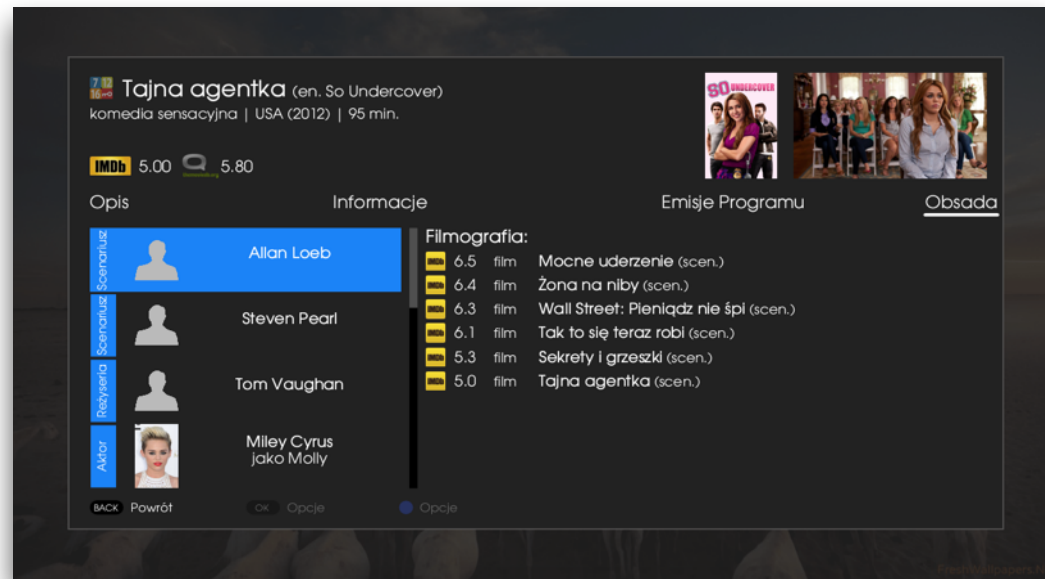 7 12
16
Tajna agentka (en. So Undercover)
komedia sensacyjna | USA (2012) | 95 min.
SO UNDERCOVER
IMDb 5.00 5.80
Opis Informacje Emisje Programu Obsada
Scenariusz Allan Loeb
Scenariusz Steven Pearl
Reżyseria Tom Vaughan
Aktor Miley Cyrus
jako Molly
Filmografia:
IMDb 6.5 film Mocne uderzenie (scen.)
IMDb 6.4 film Żona na niby (scen.)
IMDb 6.3 film Wall Street: Pieniądz nie śpi (scen.)
IMDb 6.1 film Tak to się teraz robi (scen.)
IMDb 5.3 film Sekrety i grzeszki (scen.)
IMDb 5.0 film Tajna agentka (scen.)
BACK Powrót OK Opcje Opcje